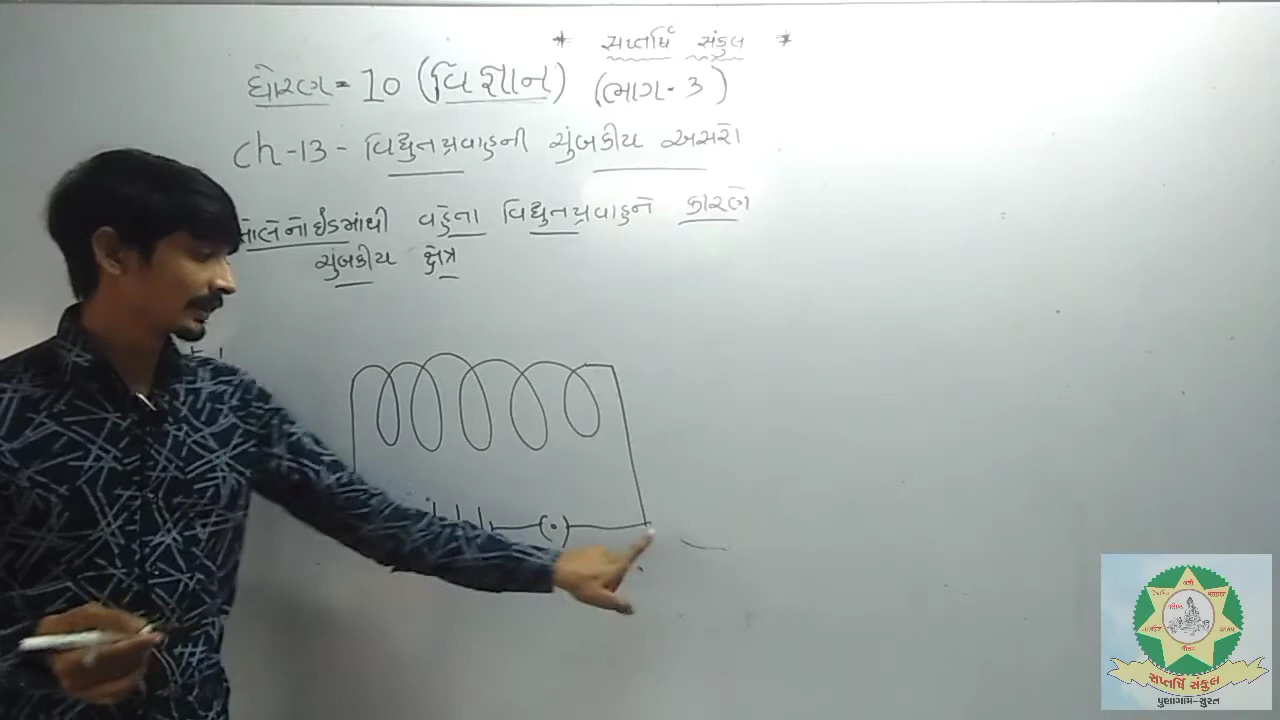 * સપ્તર્ષિ સંકુલ *
ધોરણ = 10 (વિજ્ઞાન) (ભાગ-3)
ch-13 - વિદ્યુતપ્રવાહની ચુંબકીય અસરો
સોલેનોઈડમાંથી વહેતા વિદ્યુતપ્રવાહને કારણે
ચુંબકીય ક્ષેત્ર
સપ્તર્ષિ સંકુલ
પુણાગામ-સુરત